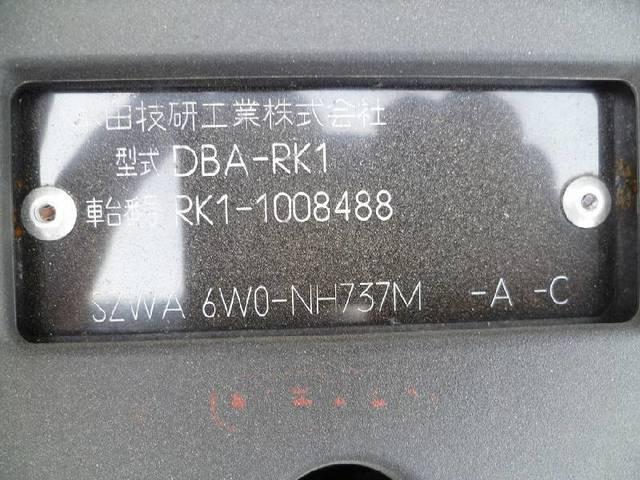 田技研工業株式会社
型式 DBA-RK1
車台番号 RK1-1008488
SZWA 6W0-NH737M -A -C